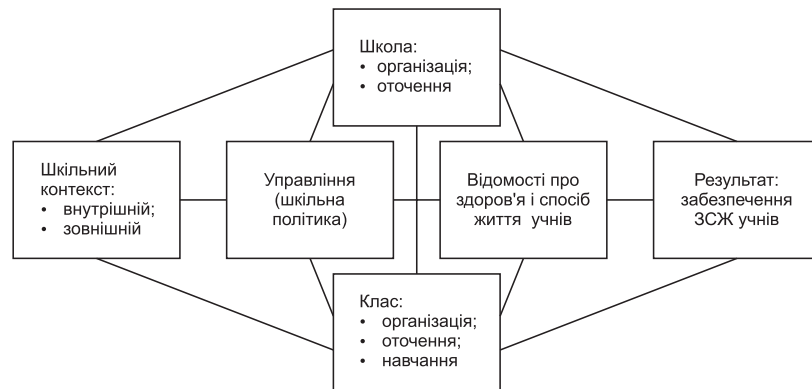 Школа:
• організація;
• оточення
Шкільний
контекст:
• внутрішній;
• зовнішній
Управління
(шкільна
політика)
Відомості про
здоров'я і спосіб
життя учнів
Результат:
забезпечення
ЗСЖ учнів
Клас:
• організація;
• оточення;
• навчання